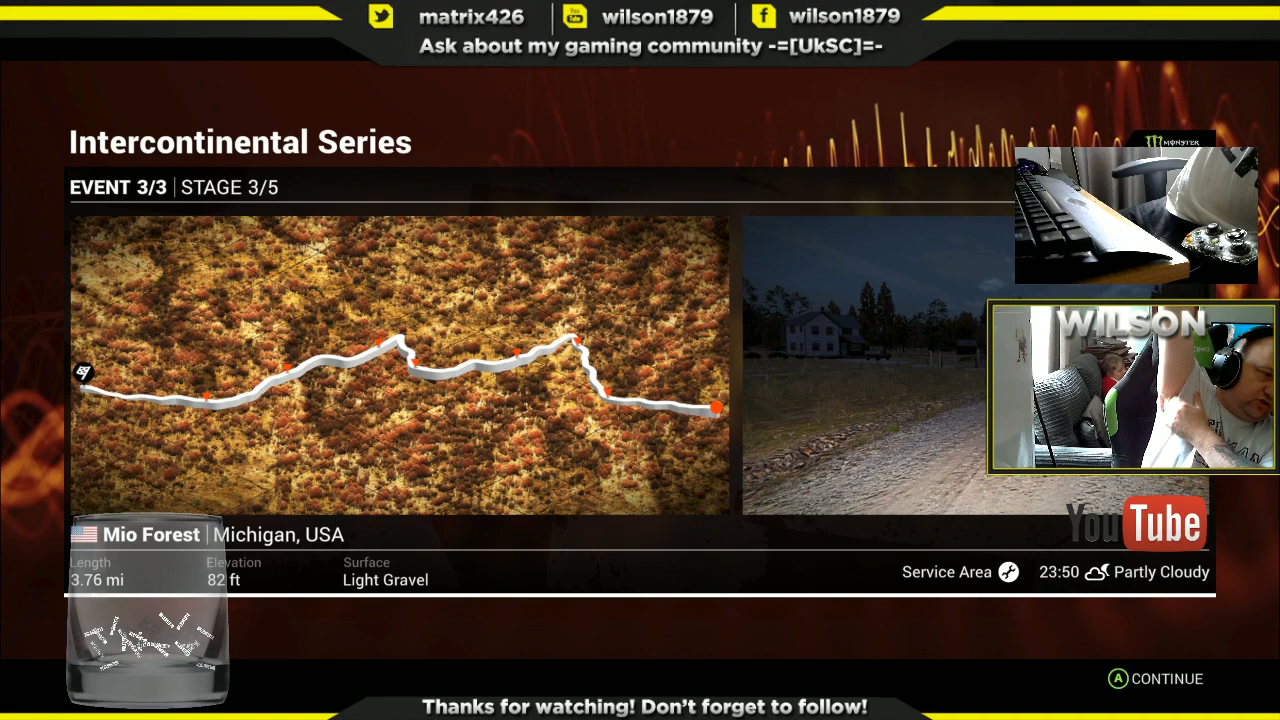 matrix426
You Tube
wilson1879
f
wilson1879
Ask about my gaming community -=[UkSC]=-
Intercontinental Series
MONSTER
EVENT 3/3 | STAGE 3/5
WILSON
YouTube
Mio Forest | Michigan, USA
Length
Elevation
Surface
3.76 mi
82 ft
Light Gravel
Service Area
23:50
Partly Cloudy
A CONTINUE
Thanks for watching! Don't forget to follow!